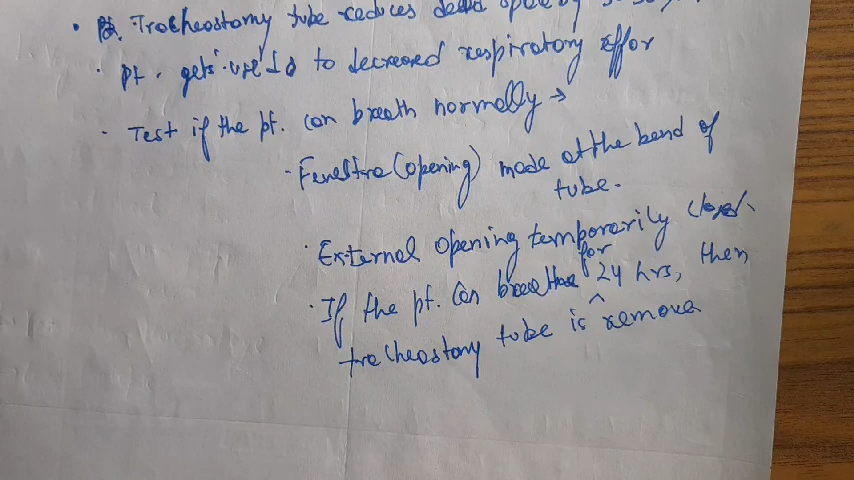 . Tracheostomy tube reduces dead space by
. Pt. gets used to decreased respiratory effor
. Test if the pt. can breath normally →
. Fenestra (opening) made at the bend of
tube.
. External opening temporarily closed.
. If the pt. can breathe for 24 hrs, then
tracheostomy tube is remove